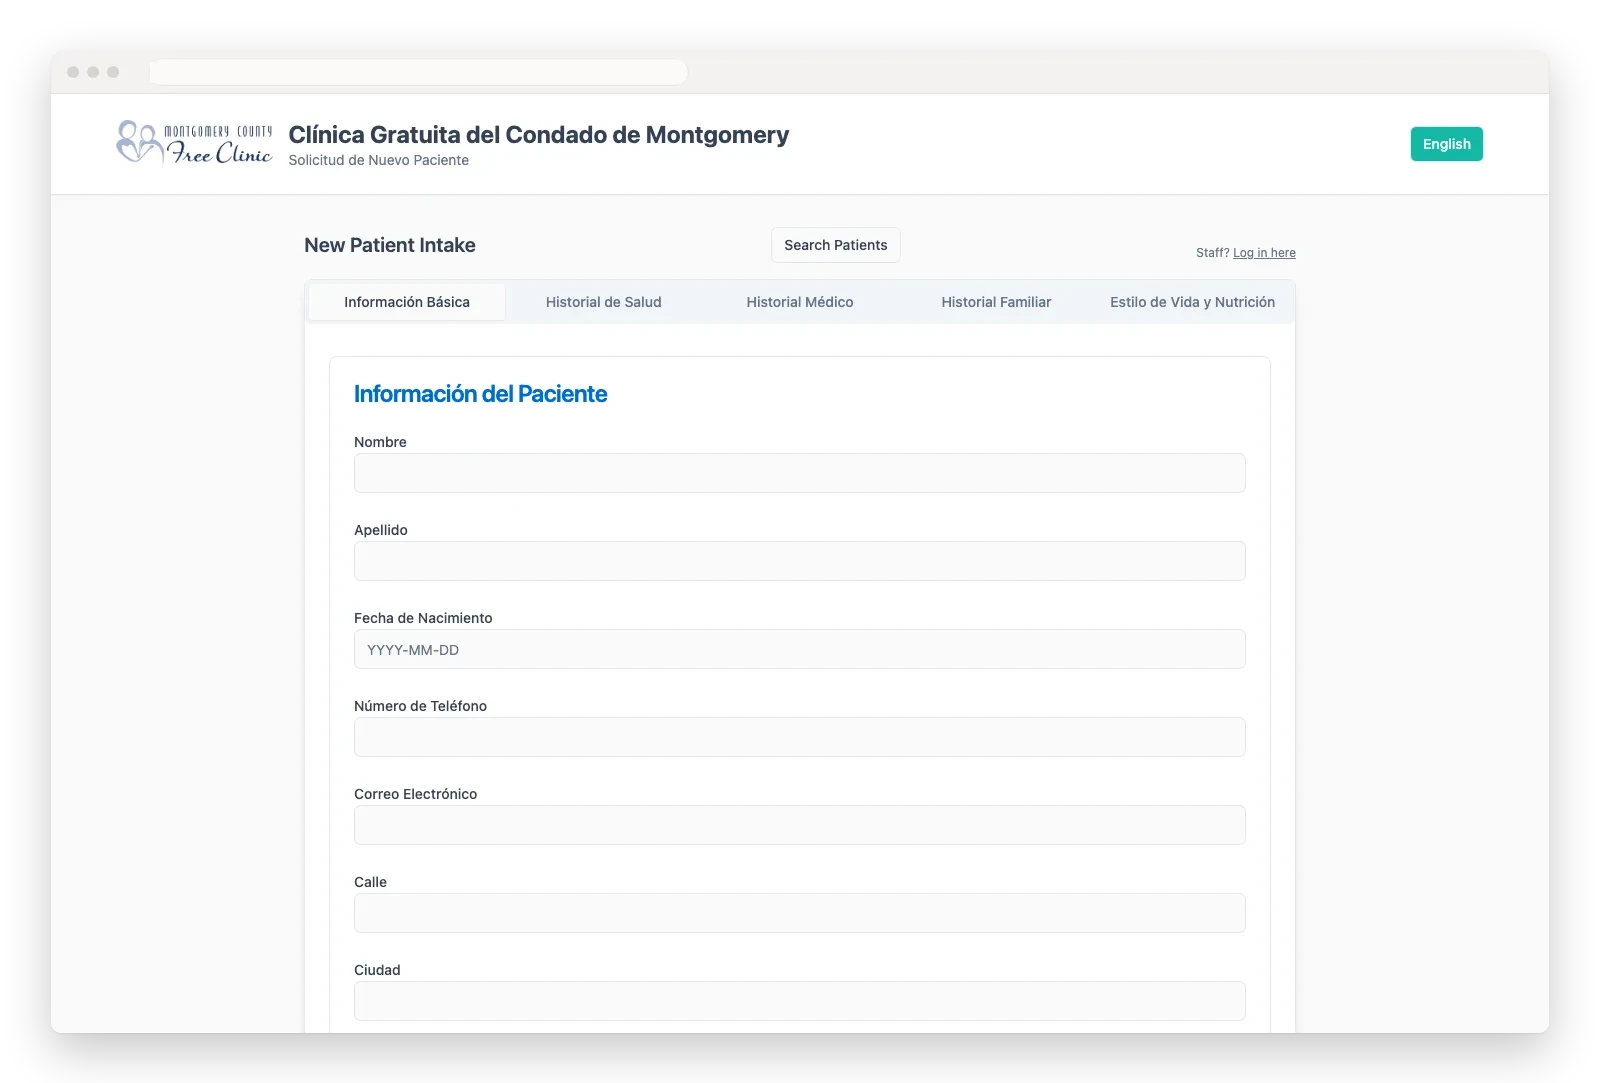 MONTGOMERY COUNTY
Free Clinic
Clínica Gratuita del Condado de Montgomery
Solicitud de Nuevo Paciente
English
New Patient Intake
Search Patients
Staff? Log in here
Información Básica
Historial de Salud
Historial Médico
Historial Familiar
Estilo de Vida y Nutrición
Información del Paciente
Nombre
Apellido
Fecha de Nacimiento
YYYY-MM-DD
Número de Teléfono
Correo Electrónico
Calle
Ciudad